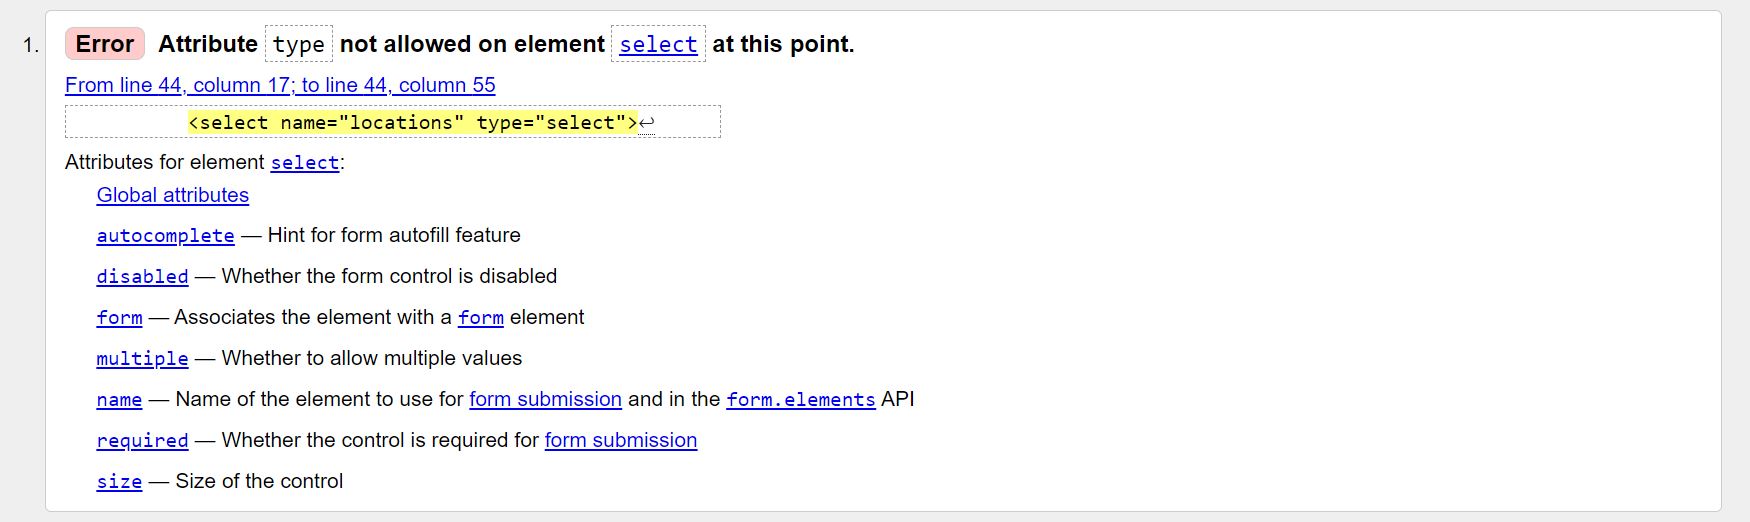 1. Error Attribute type not allowed on element select at this point.
From line 44, column 17; to line 44, column 55
<select name="locations" type="select">↩
Attributes for element select:
Global attributes
autocomplete — Hint for form autofill feature
disabled — Whether the form control is disabled
form — Associates the element with a form element
multiple — Whether to allow multiple values
name — Name of the element to use for form submission and in the form.elements API
required — Whether the control is required for form submission
size — Size of the control